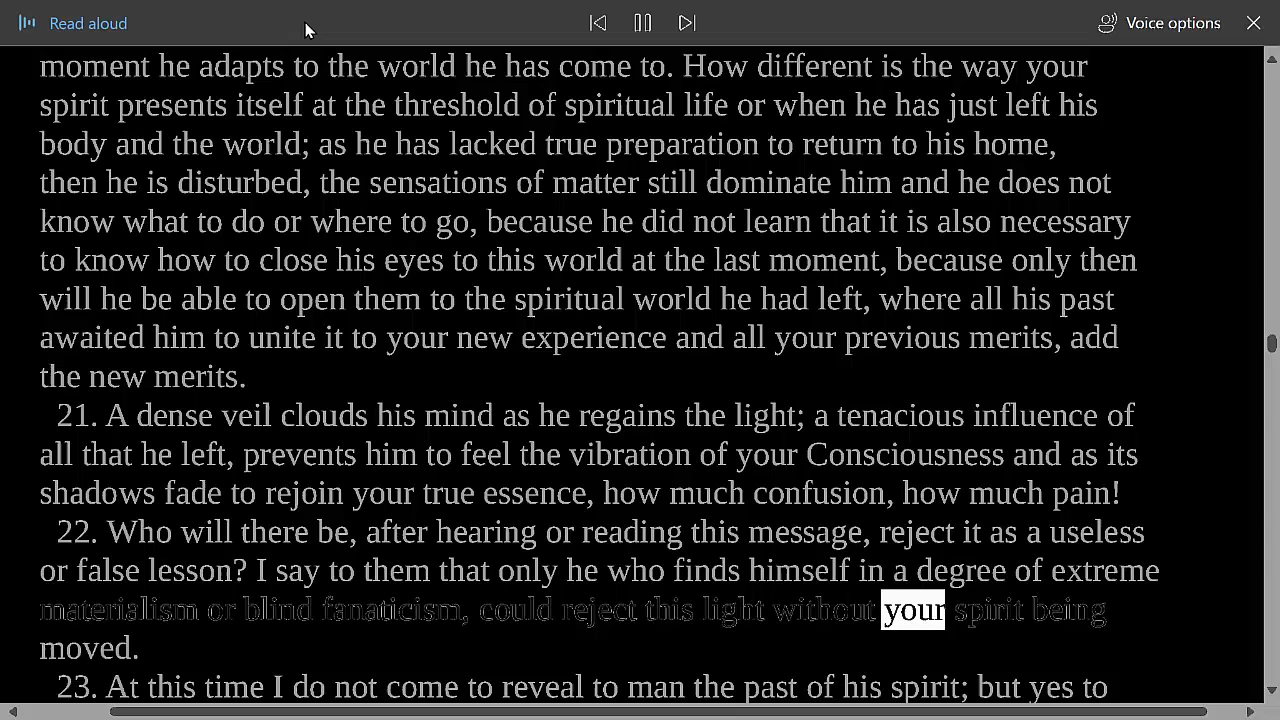 Read aloud
Voice options
moment he adapts to the world he has come to. How different is the way your
spirit presents itself at the threshold of spiritual life or when he has just left his
body and the world; as he has lacked true preparation to return to his home,
then he is disturbed, the sensations of matter still dominate him and he does not
know what to do or where to go, because he did not learn that it is also necessary
to know how to close his eyes to this world at the last moment, because only then
will he be able to open them to the spiritual world he had left, where all his past
awaited him to unite it to your new experience and all your previous merits, add
the new merits.
21. A dense veil clouds his mind as he regains the light; a tenacious influence of
all that he left, prevents him to feel the vibration of your Consciousness and as its
shadows fade to rejoin your true essence, how much confusion, how much pain!
22. Who will there be, after hearing or reading this message, reject it as a useless
or false lesson? I say to them that only he who finds himself in a degree of extreme
materialism or blind fanaticism, could reject this light without your spirit being
moved.
23. At this time I do not come to reveal to man the past of his spirit; but yes to